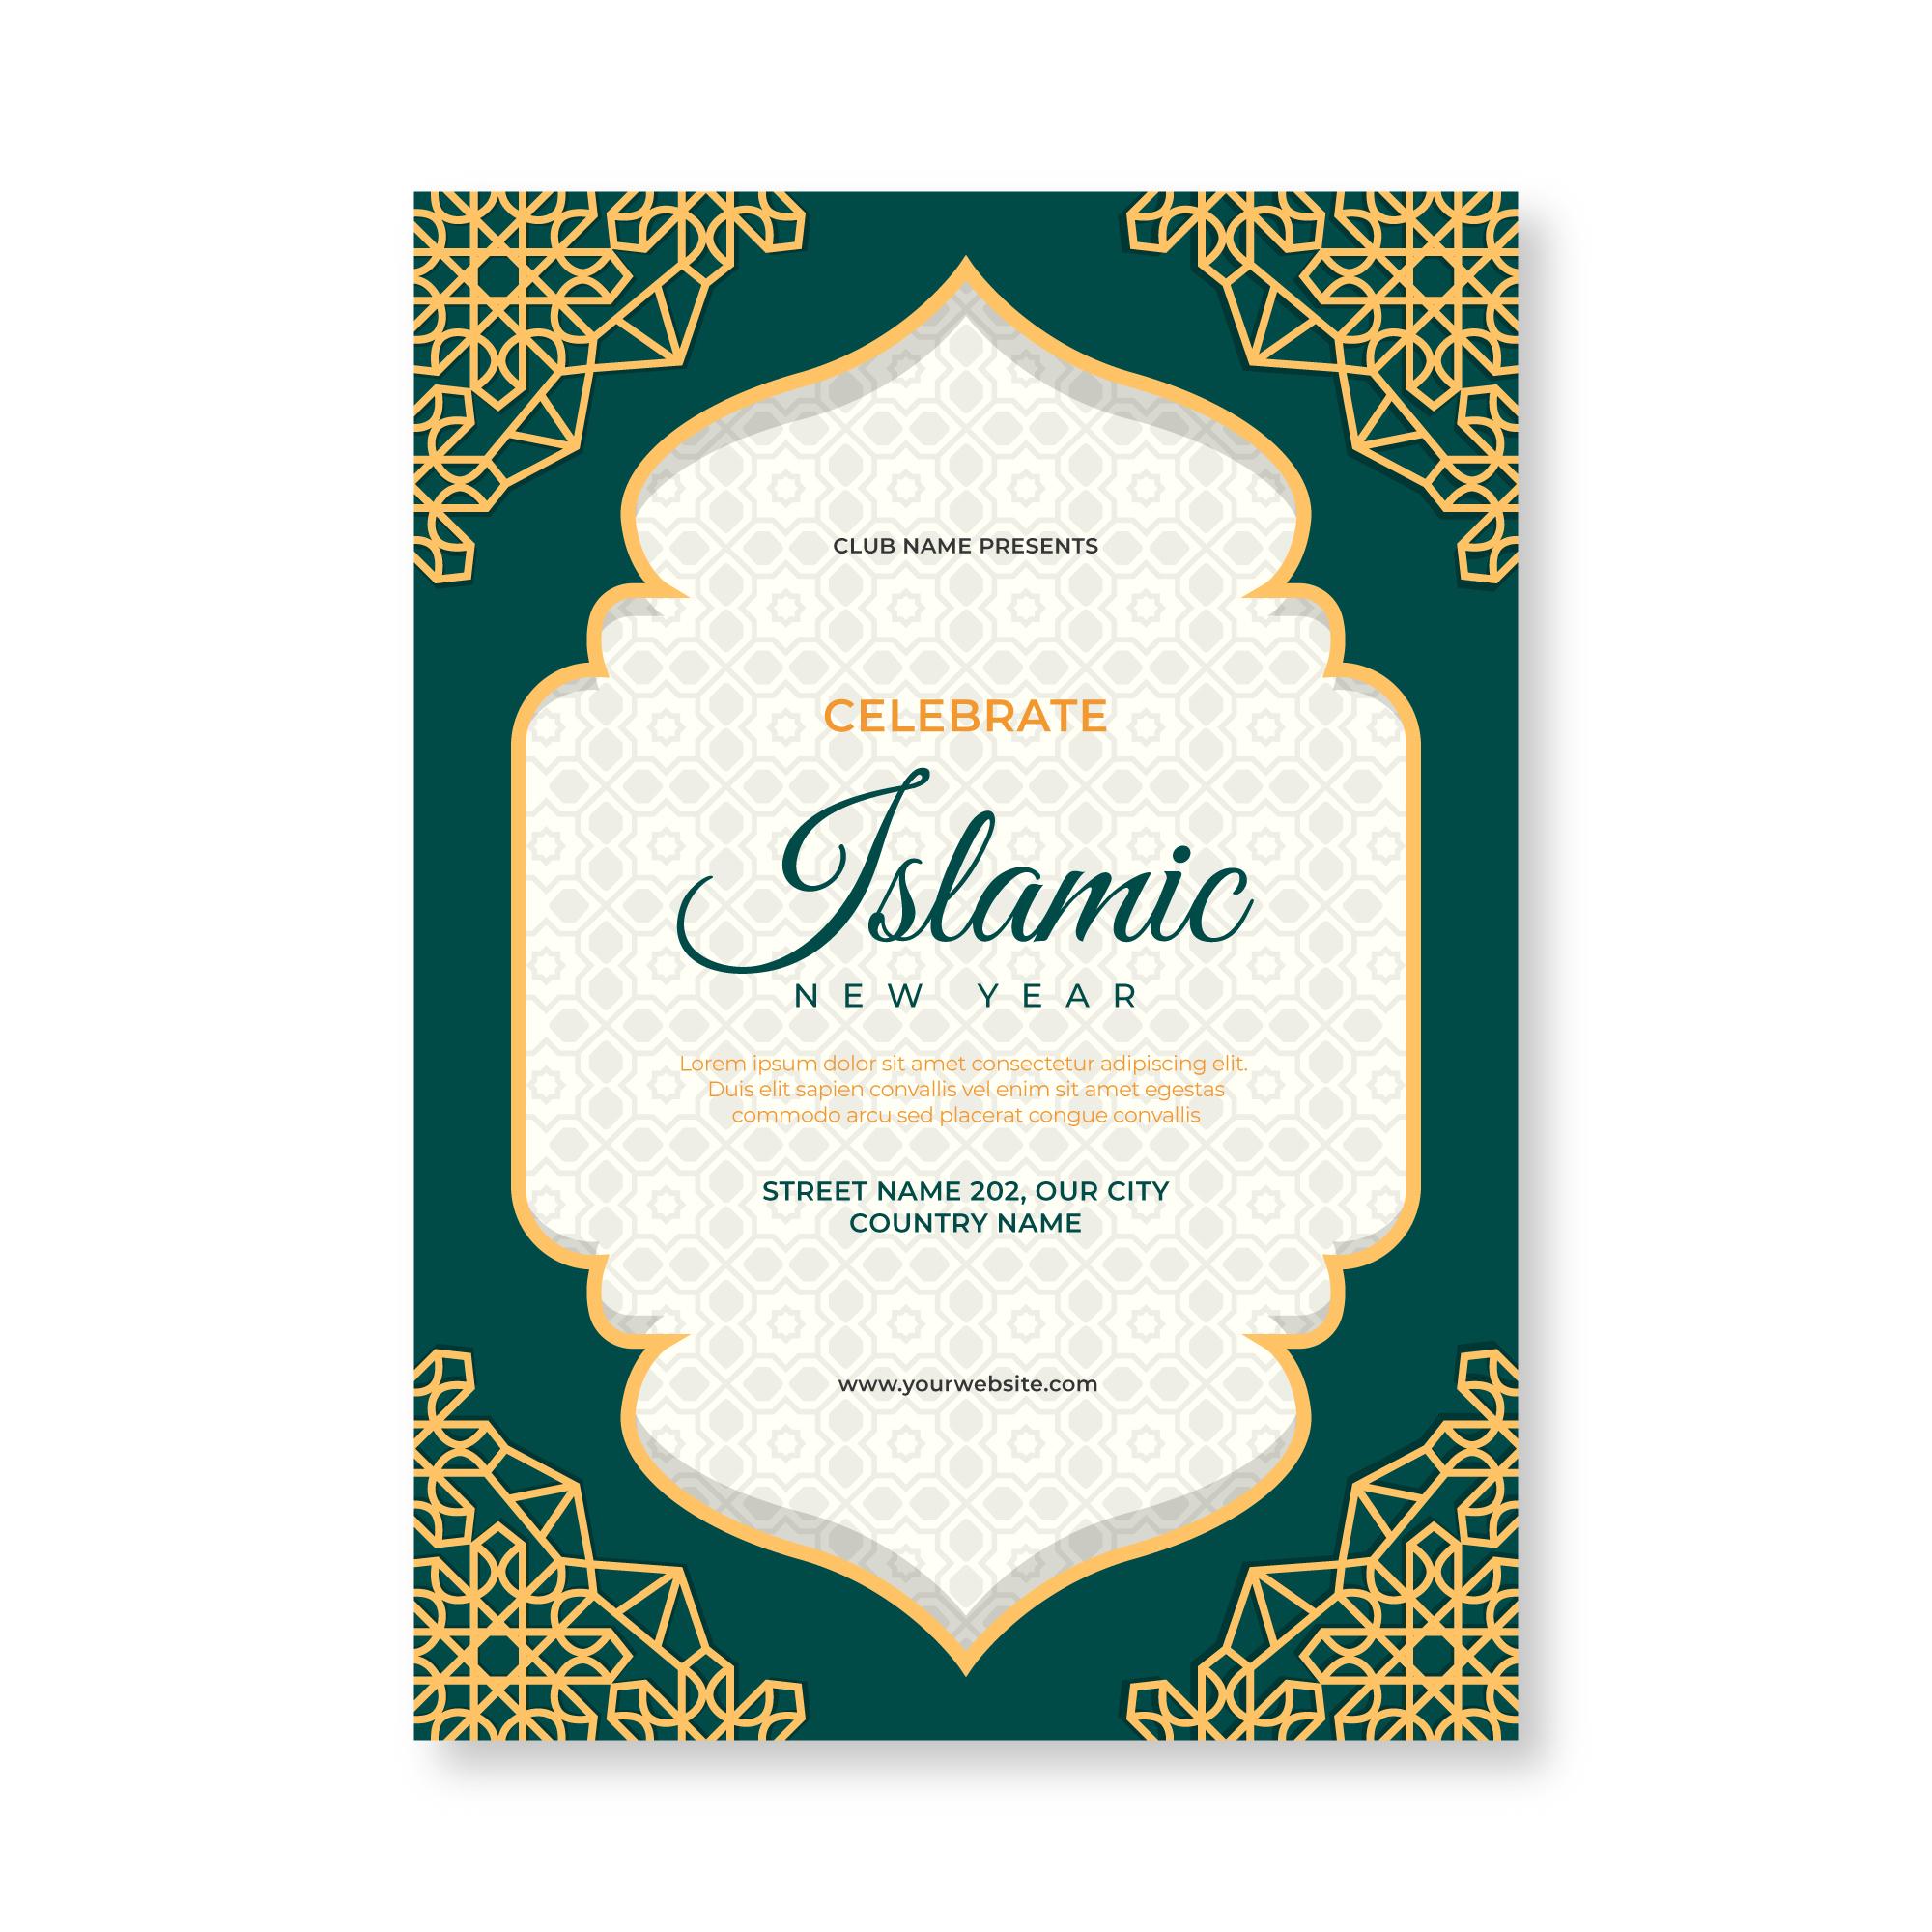 CLUB NAME PRESENTS
CELEBRATE
Islamic
NEW YEAR
Lorem ipsum dolor sit amet consectetur adipiscing elit.
Duis elit sapien convallis vel enim sit amet egestas
commodo arcu sed placerat congue convallis
STREET NAME 202, OUR CITY
COUNTRY NAME
www.yourwebsite.com